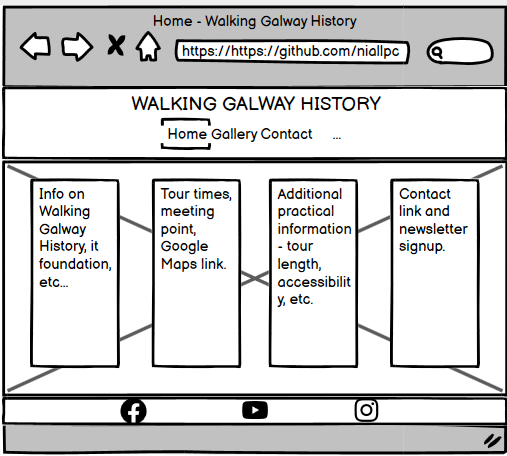 Home - Walking Galway History
https://https://github.com/niallpc
WALKING GALWAY HISTORY
Home Gallery Contact ...
Info on
Walking
Galway
History, it
foundation,
etc...
Tour times,
meeting
point,
Google
Maps link.
Additional
practical
information
- tour
length,
accessibilit
y, etc.
Contact
link and
newsletter
signup.